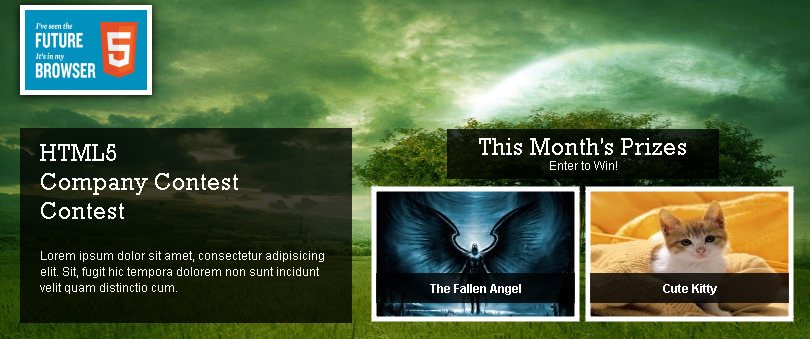 I've seen the
FUTURE
It's in my
BROWSER
5
HTML5
Company Contest
Contest
Lorem ipsum dolor sit amet, consectetur adipisicing
elit. Sit, fugit hic tempora dolorem non sunt incidunt
velit quam distinctio cum.
This Month's Prizes
Enter to Win!
The Fallen Angel
Cute Kitty